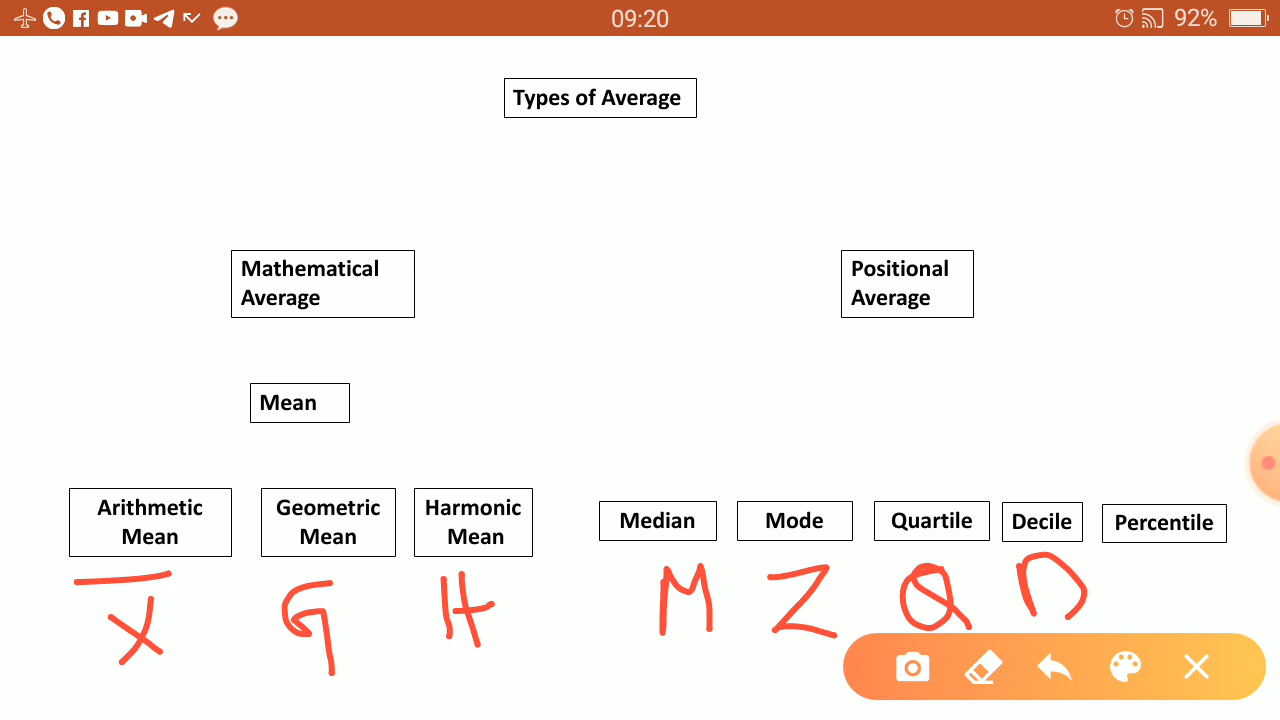 09:20
92%
Types of Average
Mathematical
Average
Positional
Average
Mean
Arithmetic
Mean
Geometric
Mean
Harmonic
Mean
Median
Mode
Quartile
Decile
Percentile
X̅ G H M Z Q D